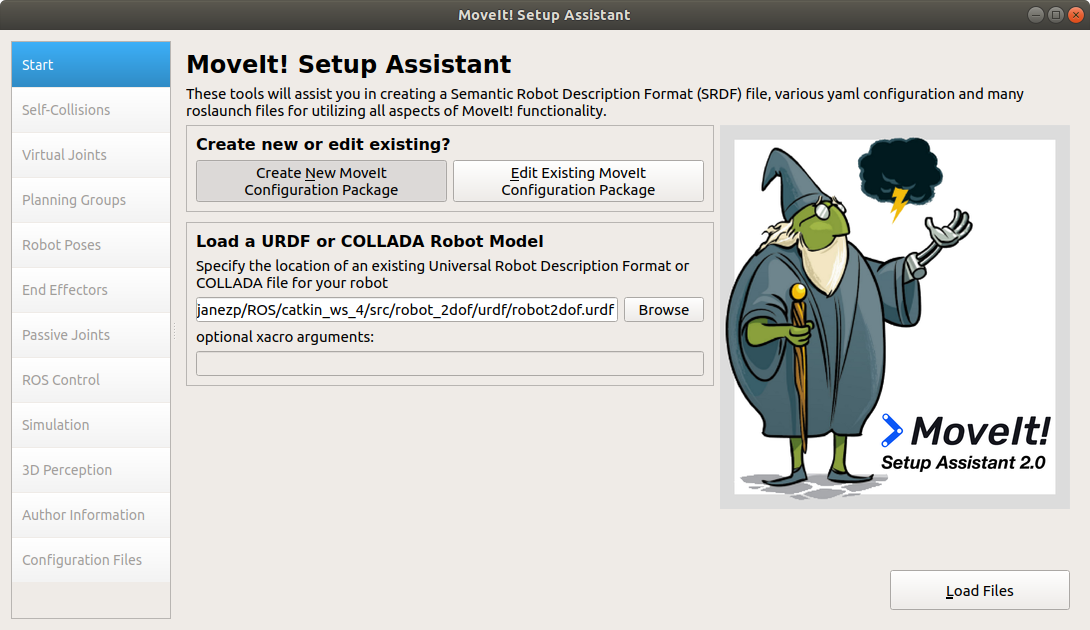 MoveIt! Setup Assistant
Start
Self-Collisions
Virtual Joints
Planning Groups
Robot Poses
End Effectors
Passive Joints
ROS Control
Simulation
3D Perception
Author Information
Configuration Files
MoveIt! Setup Assistant
These tools will assist you in creating a Semantic Robot Description Format (SRDF) file, various yaml configuration and many
roslaunch files for utilizing all aspects of MoveIt! functionality.
Create new or edit existing?
Create New MoveIt
Configuration Package
Edit Existing MoveIt
Configuration Package
Load a URDF or COLLADA Robot Model
Specify the location of an existing Universal Robot Description Format or
COLLADA file for your robot
janezp/ROS/catkin_ws_4/src/robot_2dof/urdf/robot2dof.urdf
Browse
optional xacro arguments:
MoveIt!
Setup Assistant 2.0
Load Files